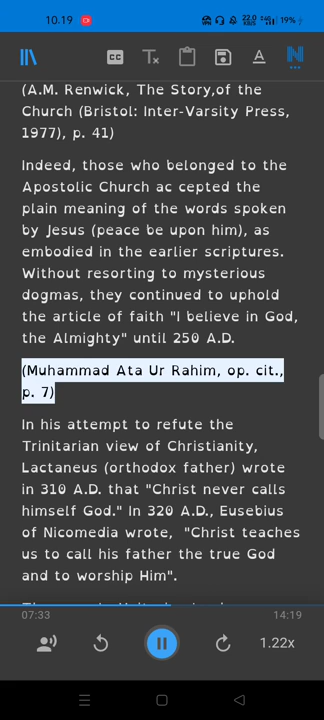 10.19
22.0
KB/S
19%
CC
A
(A.M. Renwick, The Story,of the
Church (Bristol: Inter-Varsity Press,
1977), p. 41)
Indeed, those who belonged to the
Apostolic Church ac cepted the
plain meaning of the words spoken
by Jesus (peace be upon him), as
embodied in the earlier scriptures.
Without resorting to mysterious
dogmas, they continued to uphold
the article of faith "I believe in God,
the Almighty" until 250 A.D.
(Muhammad Ata Ur Rahim, op. cit.,
p. 7)
In his attempt to refute the
Trinitarian view of Christianity,
Lactaneus (orthodox father) wrote
in 310 A.D. that "Christ never calls
himself God." In 320 A.D., Eusebius
of Nicomedia wrote,  "Christ teaches
us to call his father the true God
and to worship Him".
07:33
14:19
1.22x